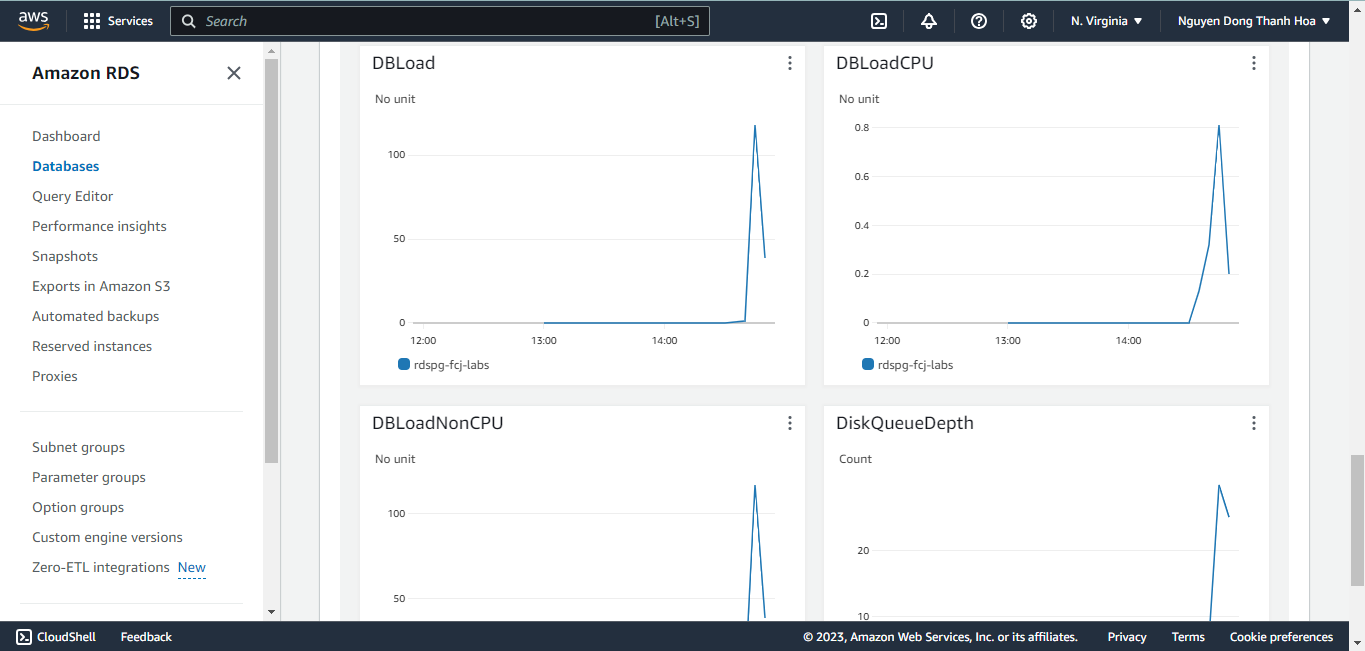 aws
Services
Search
[Alt+S]
N. Virginia
Nguyen Dong Thanh Hoa
Amazon RDS
Dashboard
Databases
Query Editor
Performance insights
Snapshots
Exports in Amazon S3
Automated backups
Reserved instances
Proxies
Subnet groups
Parameter groups
Option groups
Custom engine versions
Zero-ETL integrations New
DBLoad
No unit
100
50
0
12:00 13:00 14:00
rdspg-fcj-labs
DBLoadCPU
No unit
0.8
0.6
0.4
0.2
0
12:00 13:00 14:00
rdspg-fcj-labs
DBLoadNonCPU
No unit
100
50
DiskQueueDepth
Count
20
10
CloudShell
Feedback
© 2023, Amazon Web Services, Inc. or its affiliates.
Privacy
Terms
Cookie preferences